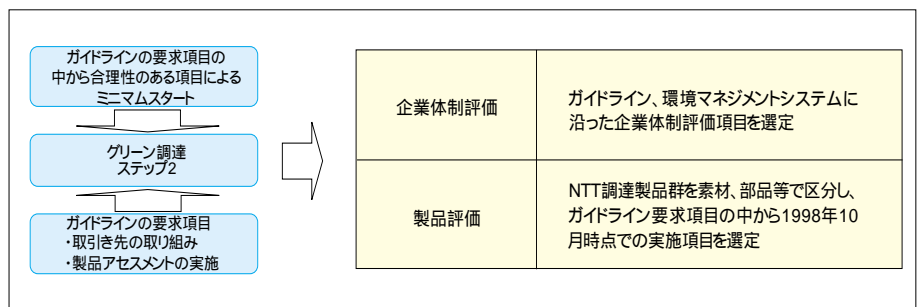 ガイドラインの要求項目の
中から合理性のある項目による
ミニマムスタート
グリーン調達
ステップ2
ガイドラインの要求項目
・取引き先の取り組み
・製品アセスメントの実施
企業体制評価
ガイドライン、環境マネジメントシステムに
沿った企業体制評価項目を選定
製品評価
NTT調達製品群を素材、部品等で区分し、
ガイドライン要求項目の中から1998年10
月時点での実施項目を選定